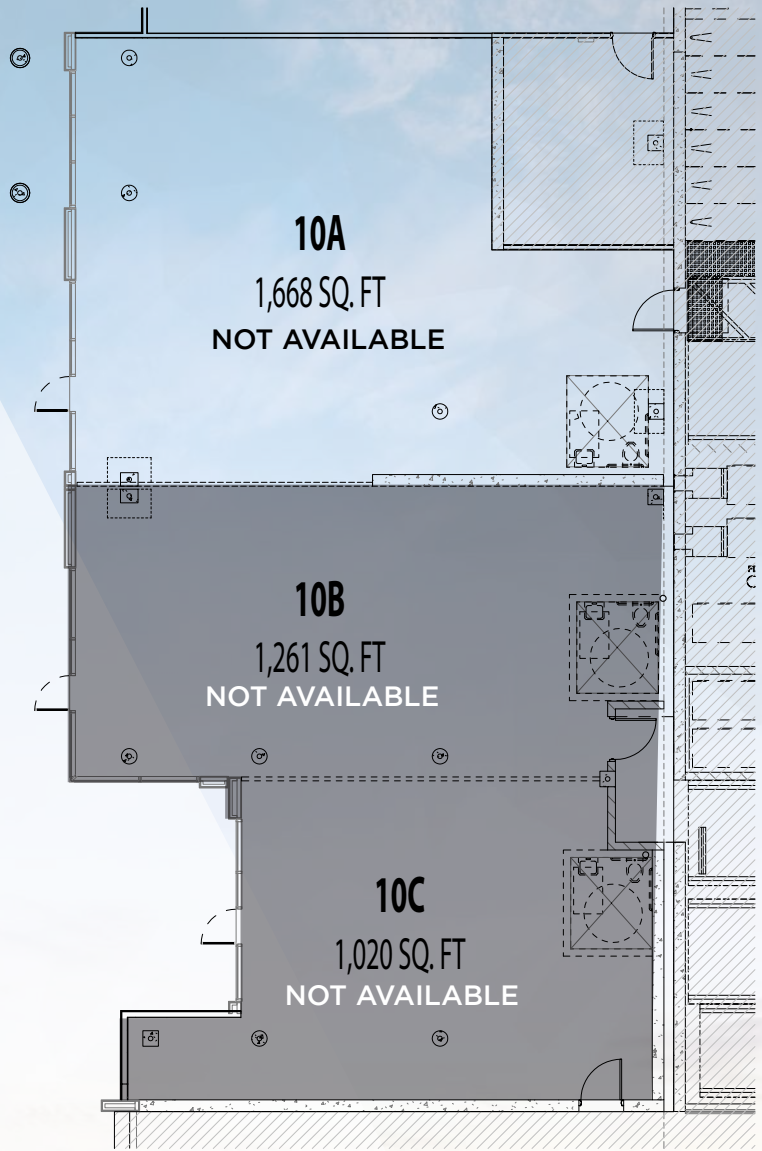 10A
1,668 SQ. FT
NOT AVAILABLE
10B
1,261 SQ. FT
NOT AVAILABLE
10C
1,020 SQ. FT
NOT AVAILABLE